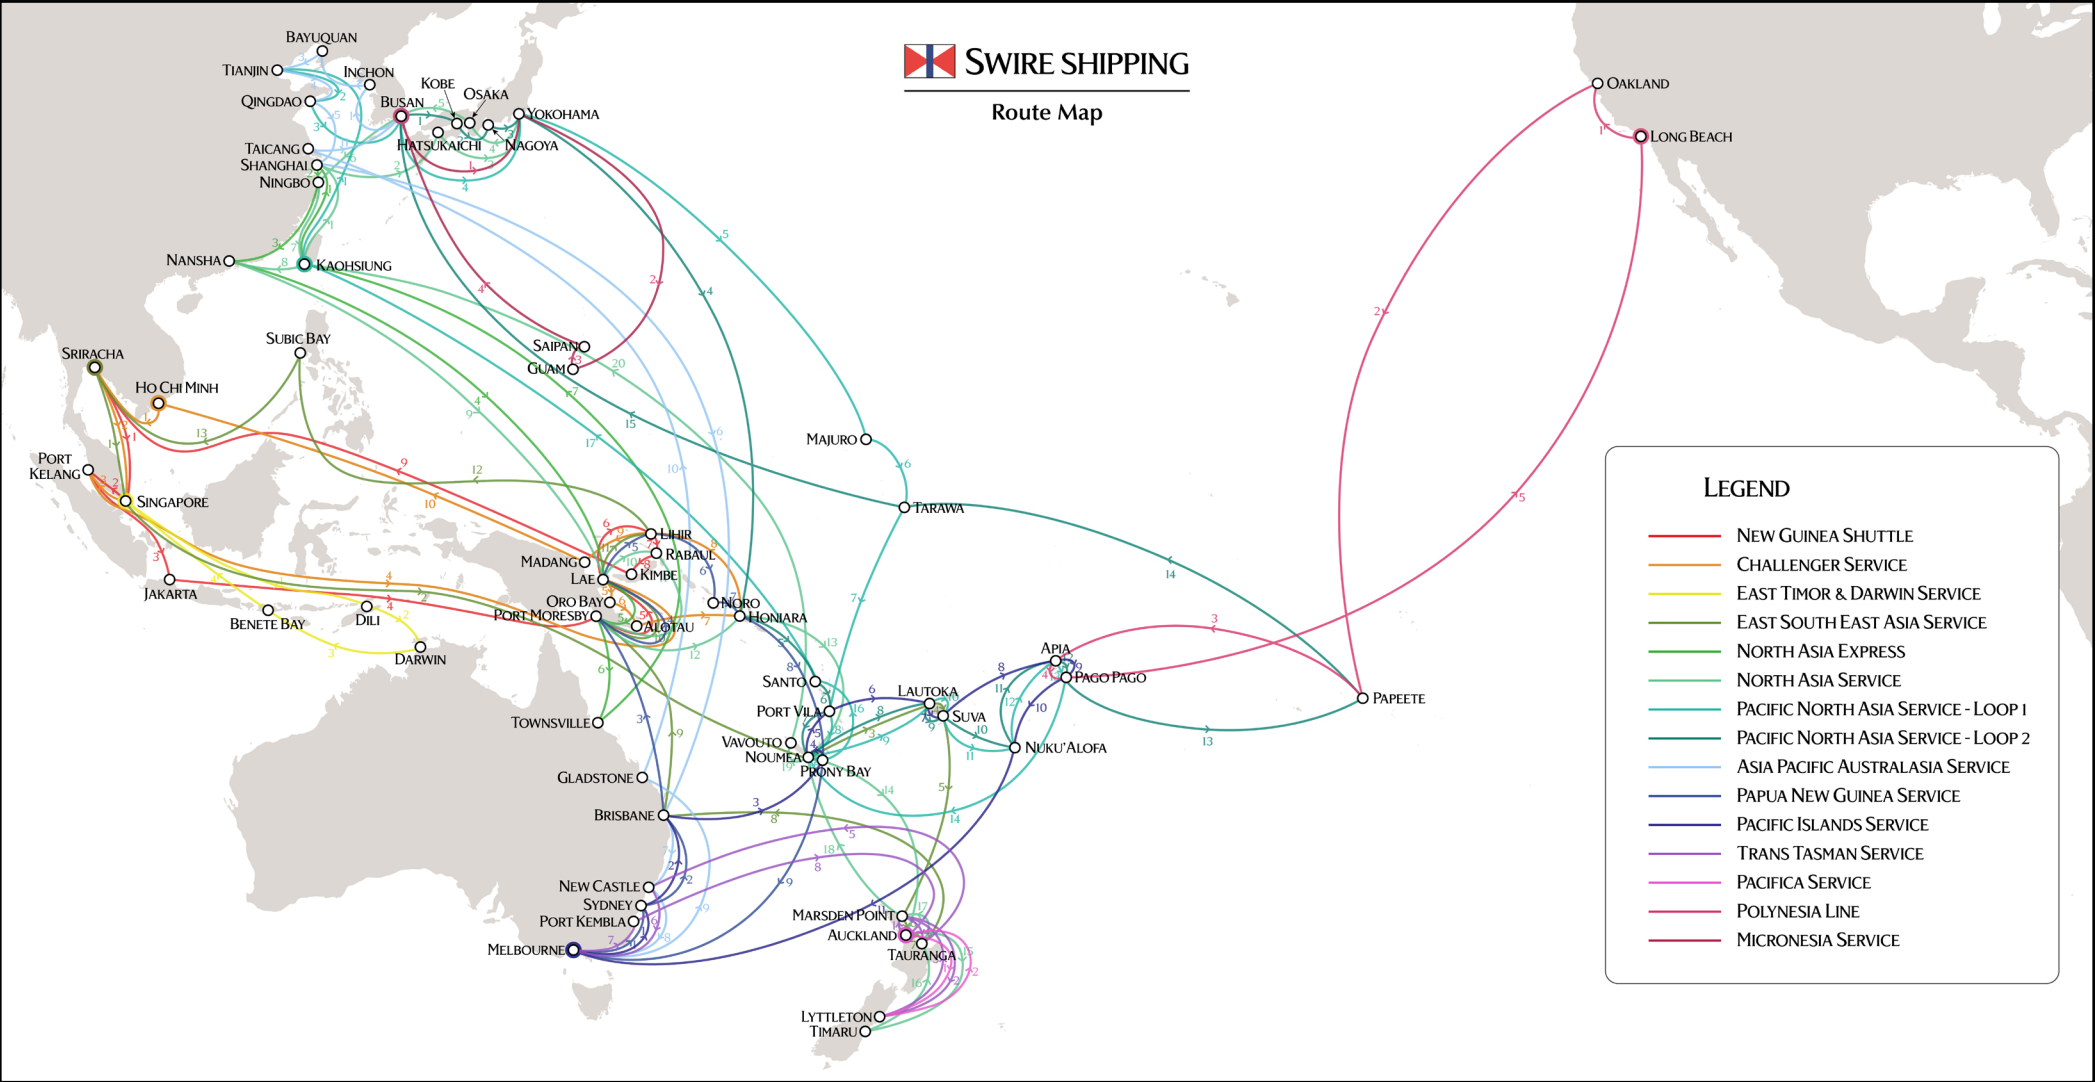 SWIRE SHIPPING
Route Map
BAYUQUAN
TIANJIN
INCHON
QINGDAO
KOBE
OSAKA
BUSAN
YOKOHAMA
HATSUKAICHI
NAGOYA
TAICANG
SHANGHAI
NINGBO
NANSHA
KAOHSIUNG
OAKLAND
LONG BEACH
SUBIC BAY
SRIRACHA
HO CHI MINH
SAIPAN
GUAM
PORT
KELANG
SINGAPORE
MAJURO
TARAWA
LIHIR
RABAUL
MADANG
KIMBE
LAE
JAKARTA
ORO BAY
NORO
PORT MORESBY
HONIARA
ALOTAU
BENETE BAY
DILI
DARWIN
APIA
PAGO PAGO
SANTO
LAUTOKA
PAPEETE
PORT VILA
SUVA
TOWNSVILLE
VAVOUTO
NUKU'ALOFA
NOUMEA
PRONY BAY
GLADSTONE
BRISBANE
NEW CASTLE
SYDNEY
PORT KEMBLA
MELBOURNE
MARSDEN POINT
AUCKLAND
TAURANGA
LYTTLETON
TIMARU
LEGEND
NEW GUINEA SHUTTLE
CHALLENGER SERVICE
EAST TIMOR & DARWIN SERVICE
EAST SOUTH EAST ASIA SERVICE
NORTH ASIA EXPRESS
NORTH ASIA SERVICE
PACIFIC NORTH ASIA SERVICE - LOOP 1
PACIFIC NORTH ASIA SERVICE - LOOP 2
ASIA PACIFIC AUSTRALASIA SERVICE
PAPUA NEW GUINEA SERVICE
PACIFIC ISLANDS SERVICE
TRANS TASMAN SERVICE
PACIFICA SERVICE
POLYNESIA LINE
MICRONESIA SERVICE